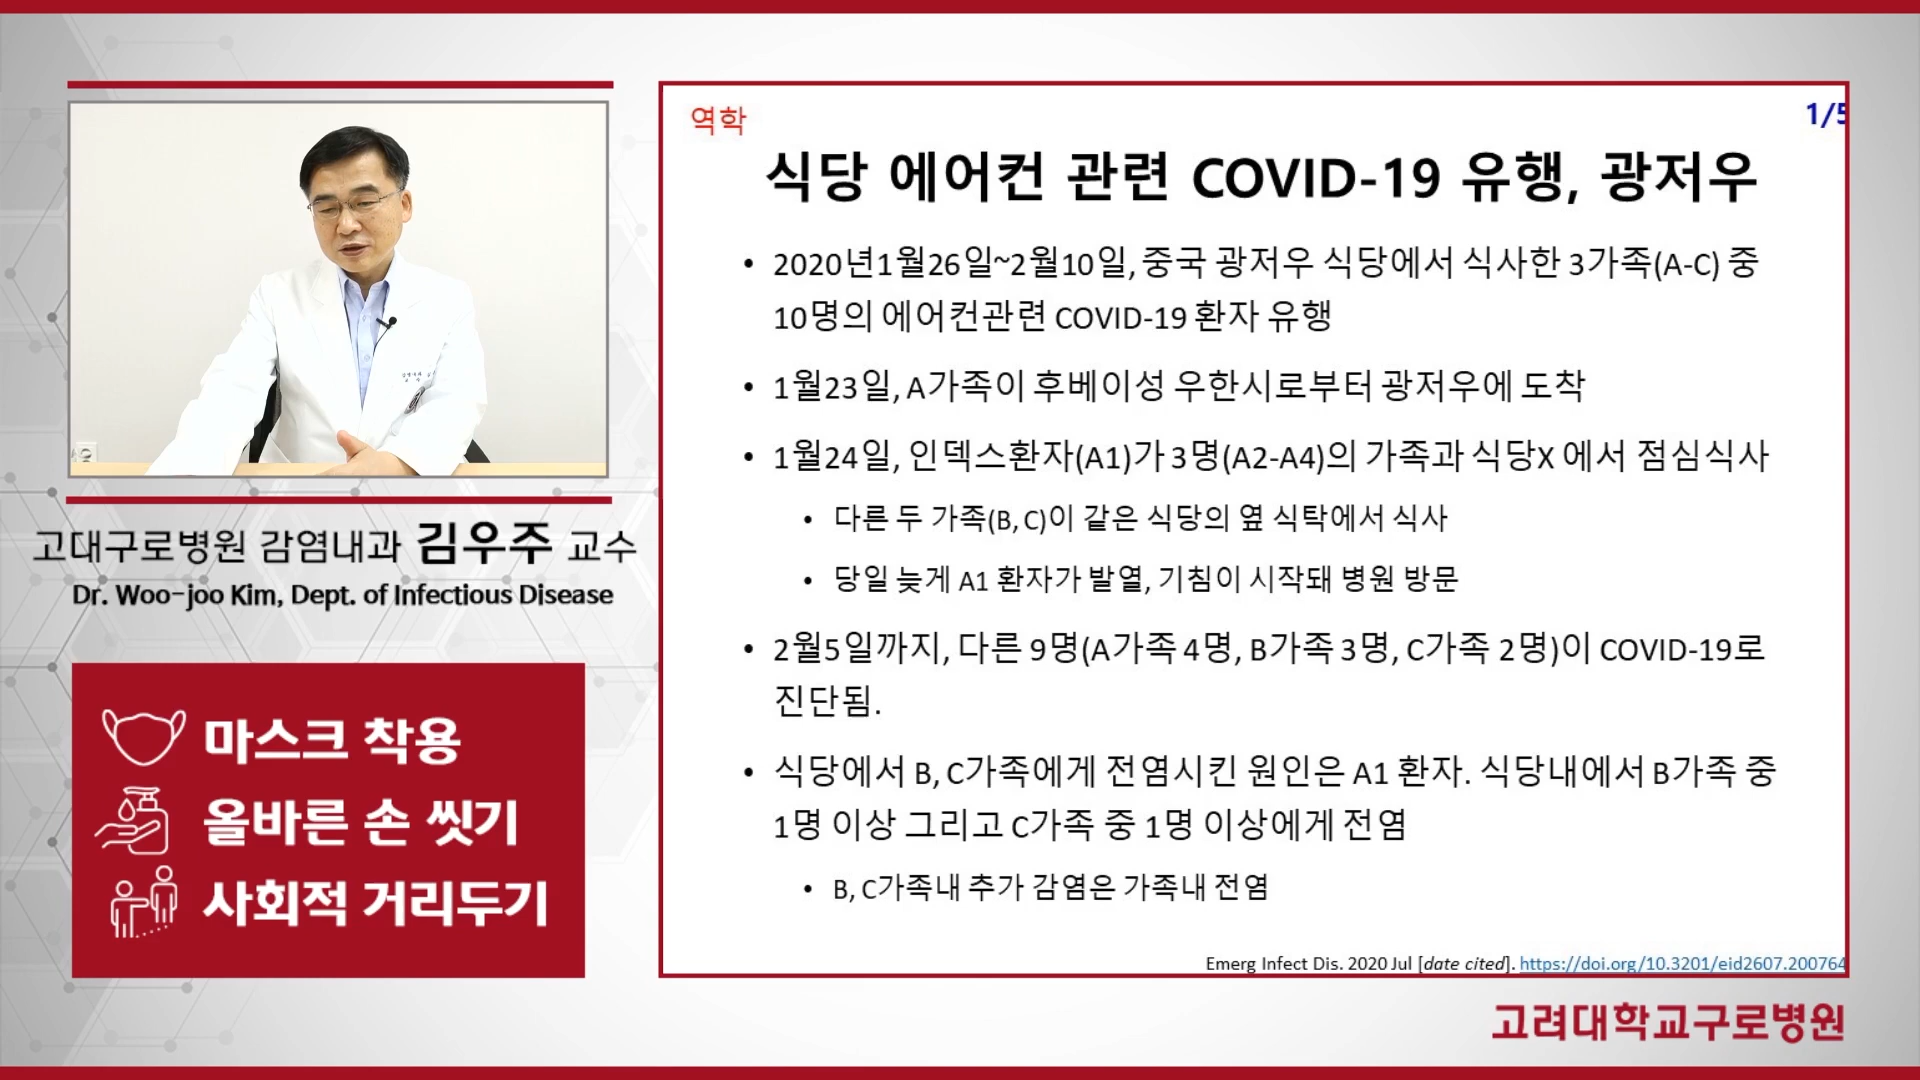 고대구로병원 감염내과 김우주 교수
Dr. Woo-joo Kim, Dept. of Infectious Disease
마스크 착용
올바른 손 씻기
사회적 거리두기
역학
1/5
식당 에어컨 관련 COVID-19 유행, 광저우
• 2020년1월26일~2월10일, 중국 광저우 식당에서 식사한 3가족(A-C) 중
10명의 에어컨관련 COVID-19 환자 유행
• 1월23일, A가족이 후베이성 우한시로부터 광저우에 도착
• 1월24일, 인덱스환자(A1)가 3명(A2-A4)의 가족과 식당X 에서 점심식사
• 다른 두 가족(B, C)이 같은 식당의 옆 식탁에서 식사
• 당일 늦게 A1 환자가 발열, 기침이 시작돼 병원 방문
• 2월5일까지, 다른 9명(A가족 4명, B가족 3명, C가족 2명)이 COVID-19로
진단됨.
• 식당에서 B, C가족에게 전염시킨 원인은 A1 환자. 식당내에서 B가족 중
1명 이상 그리고 C가족 중 1명 이상에게 전염
• B, C가족내 추가 감염은 가족내 전염
Emerg Infect Dis. 2020 Jul [date cited]. https://doi.org/10.3201/eid2607.200764
고려대학교구로병원